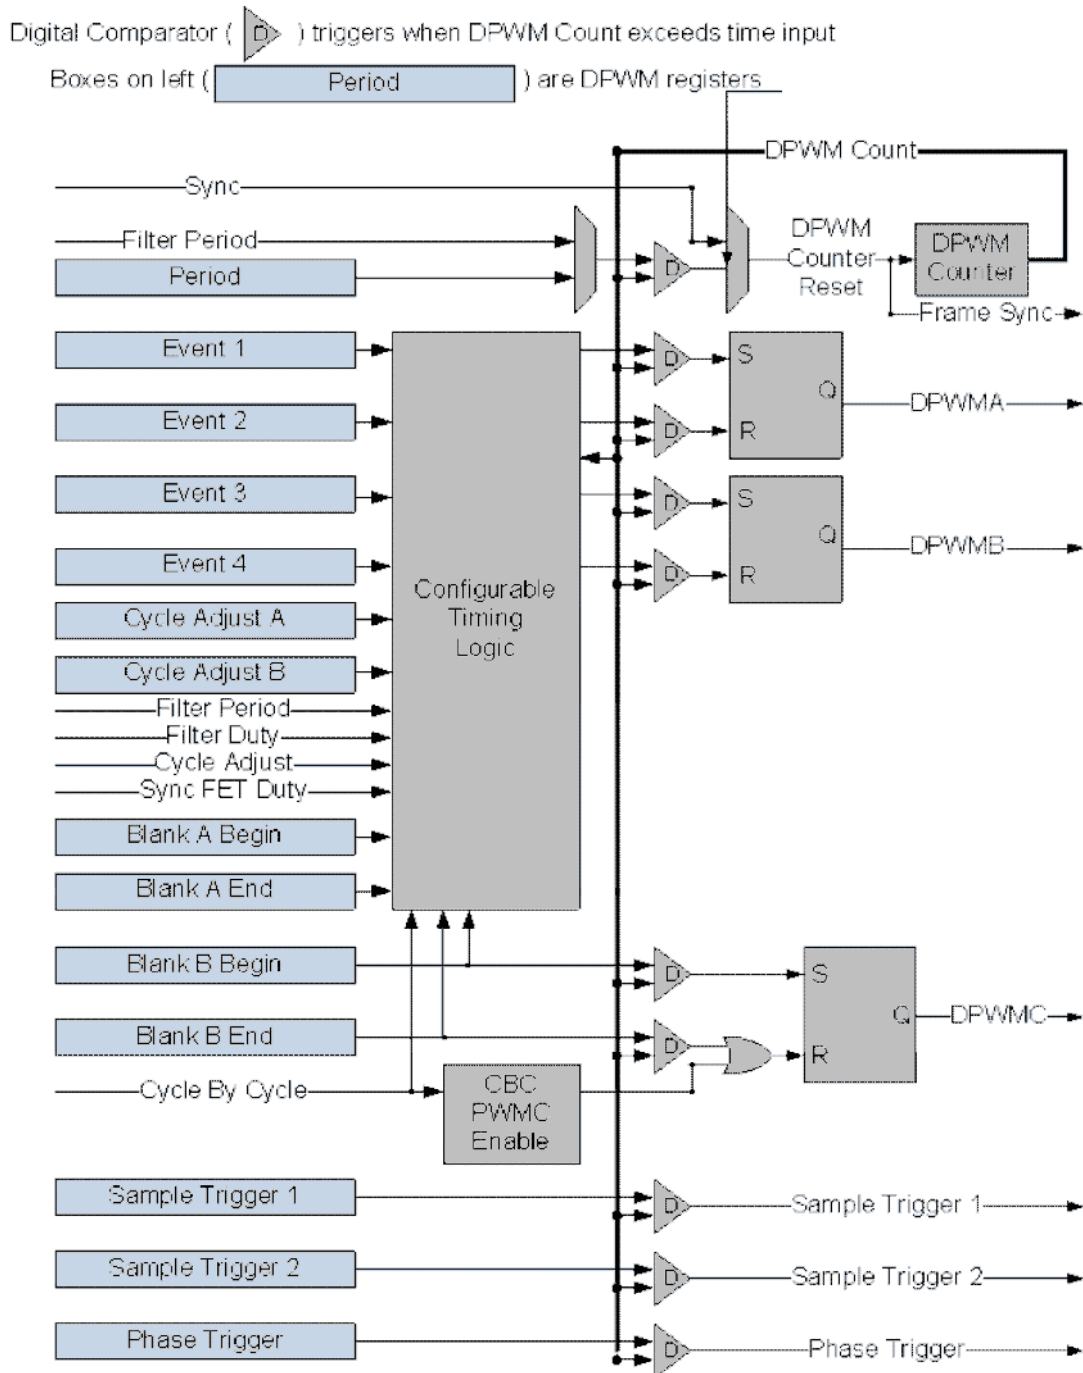 Digital Comparator ( D ) triggers when DPWM Count exceeds time input
Boxes on left ( Period ) are DPWM registers
DPWM Count
Sync
Filter Period
Period
D
DPWM
Counter
Reset
DPWM
Counter
Frame Sync
Event 1
D
S
Q
DPWMA
Event 2
D
R
Event 3
D
S
Q
DPWMB
Event 4
D
R
Configurable
Timing
Logic
Cycle Adjust A
Cycle Adjust B
Filter Period
Filter Duty
Cycle Adjust
Sync FET Duty
Blank A Begin
Blank A End
Blank B Begin
D
S
Q
DPWMC
Blank B End
D
R
Cycle By Cycle
CBC
PWMC
Enable
Sample Trigger 1
D
Sample Trigger 1
Sample Trigger 2
D
Sample Trigger 2
Phase Trigger
D
Phase Trigger